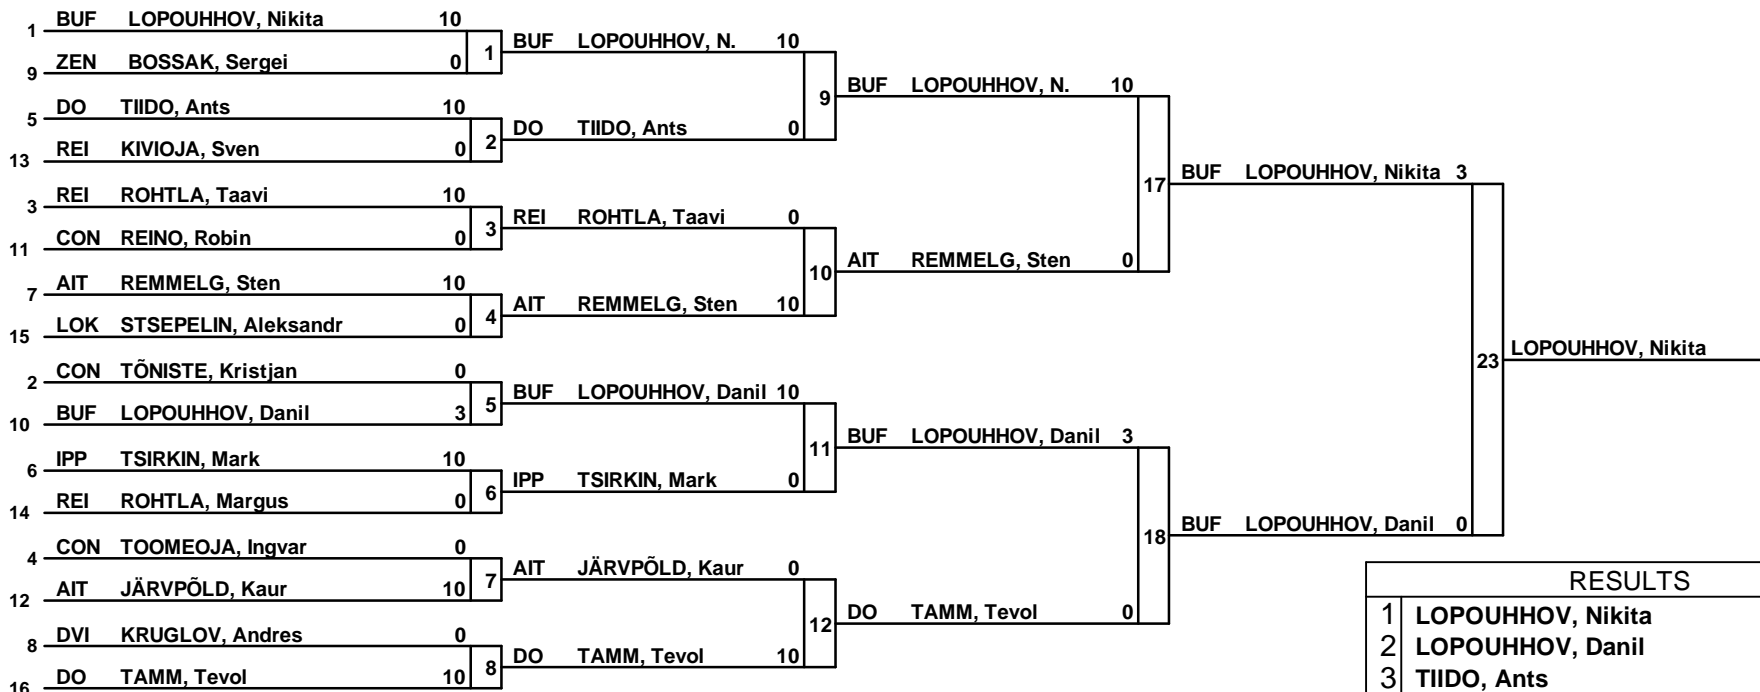 1 BUF LOPOUHHOV, Nikita 10
9 ZEN BOSSAK, Sergei 0
1
BUF LOPOUHHOV, N. 10
5 DO TIIDO, Ants 10
13 REI KIVIOJA, Sven 0
2
DO TIIDO, Ants 0
9
BUF LOPOUHHOV, N. 10
3 REI ROHTLA, Taavi 10
11 CON REINO, Robin 0
3
REI ROHTLA, Taavi 0
7 AIT REMMELG, Sten 10
15 LOK STSEPELIN, Aleksandr 0
4
AIT REMMELG, Sten 10
10
AIT REMMELG, Sten 0
17
BUF LOPOUHHOV, Nikita 3
2 CON TÕNISTE, Kristjan 0
10 BUF LOPOUHHOV, Danil 3
5
BUF LOPOUHHOV, Danil 10
6 IPP TSIRKIN, Mark 10
14 REI ROHTLA, Margus 0
6
IPP TSIRKIN, Mark 0
11
BUF LOPOUHHOV, Danil 3
4 CON TOOMEOJA, Ingvar 0
12 AIT JÄRVPÕLD, Kaur 10
7
AIT JÄRVPÕLD, Kaur 0
8 DVI KRUGLOV, Andres 0
16 DO TAMM, Tevol 10
8
DO TAMM, Tevol 10
12
DO TAMM, Tevol 0
18
BUF LOPOUHHOV, Danil 0
23
LOPOUHHOV, Nikita
RESULTS
1 LOPOUHHOV, Nikita
2 LOPOUHHOV, Danil
3 TIIDO, Ants